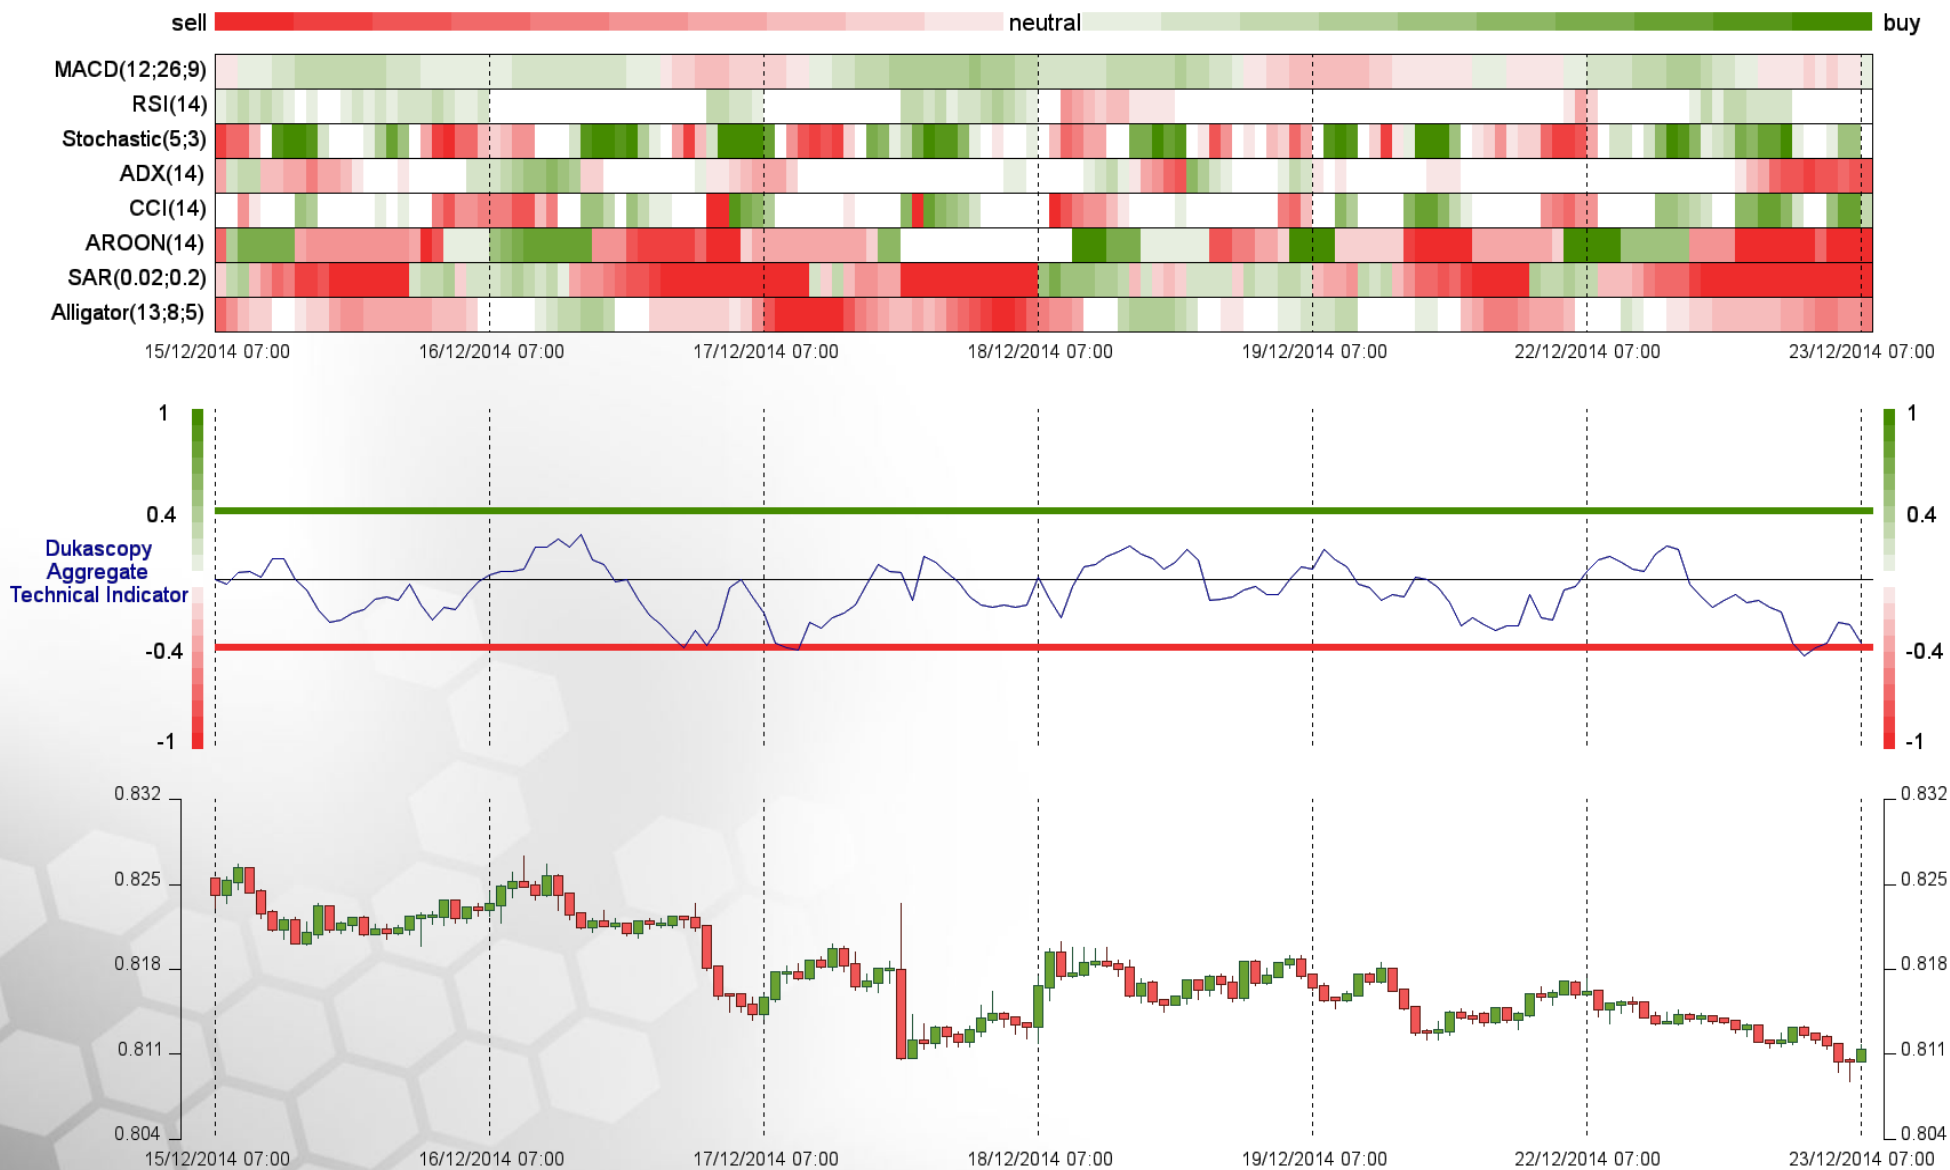 sell neutral buy
MACD(12;26;9)
RSI(14)
Stochastic(5;3)
ADX(14)
CCI(14)
AROON(14)
SAR(0.02;0.2)
Alligator(13;8;5)
15/12/2014 07:00 16/12/2014 07:00 17/12/2014 07:00 18/12/2014 07:00 19/12/2014 07:00 22/12/2014 07:00 23/12/2014 07:00
1 1
0.4 0.4
Dukascopy
Aggregate
Technical Indicator
-0.4 -0.4
-1 -1
0.832 0.832
0.825 0.825
0.818 0.818
0.811 0.811
0.804 0.804
15/12/2014 07:00 16/12/2014 07:00 17/12/2014 07:00 18/12/2014 07:00 19/12/2014 07:00 22/12/2014 07:00 23/12/2014 07:00